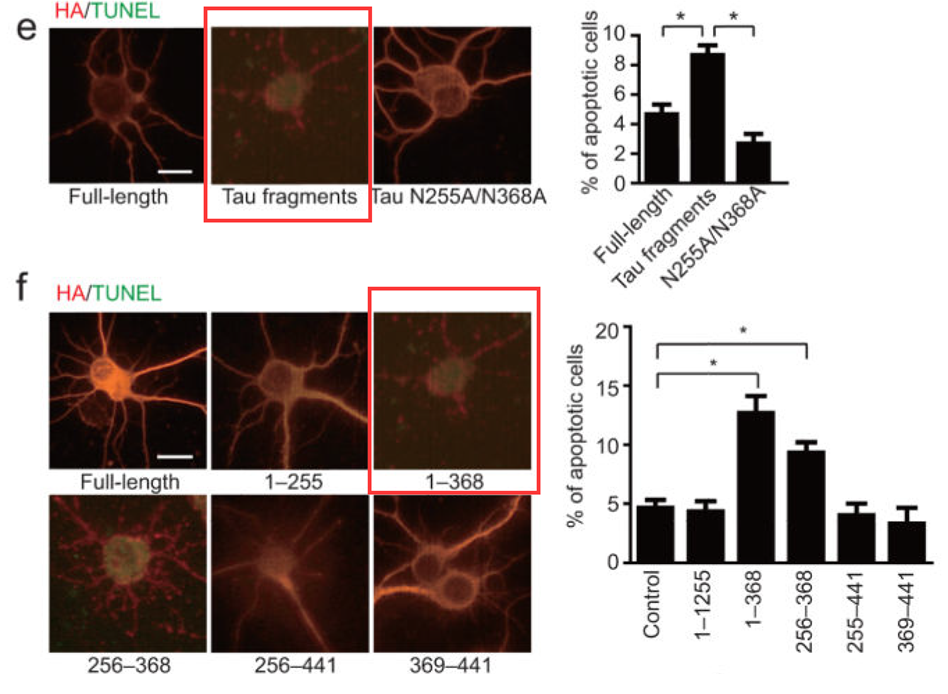 e
HA/TUNEL
Full-length
Tau fragments
Tau N255A/N368A
% of apoptotic cells
10
8
6
4
2
0
* *
Full-length
Tau fragments
N255A/N368A
f
HA/TUNEL
Full-length
1–255
1–368
256–368
256–441
369–441
% of apoptotic cells
20
15
10
5
0
*
*
Control
1–1255
1–368
256–368
255–441
369–441